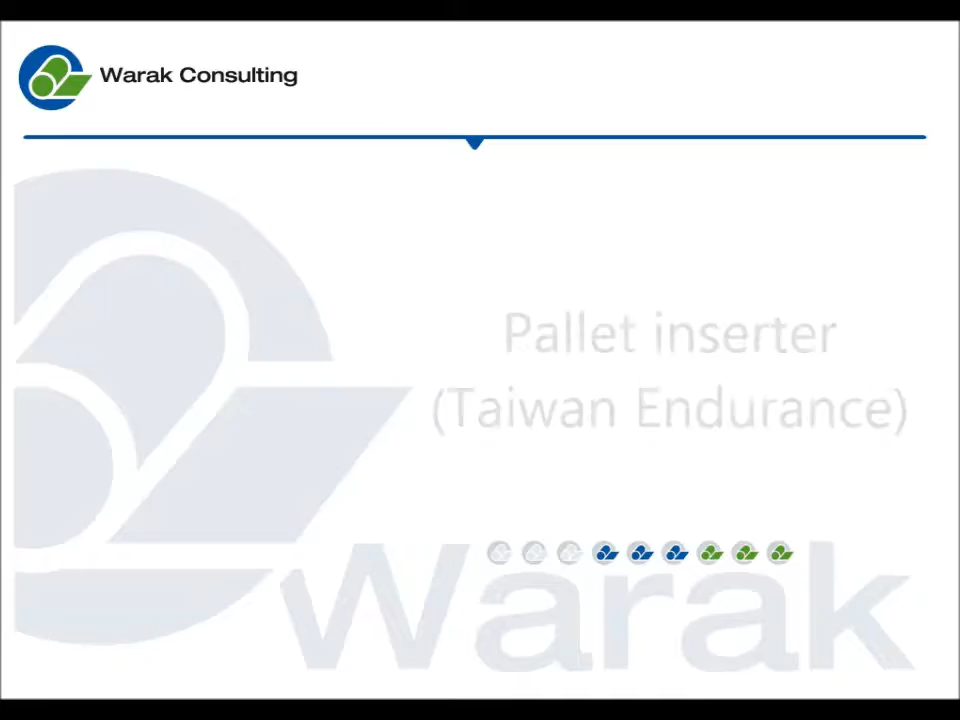 Warak Consulting
Pallet inserter
(Taiwan Endurance)
Warak